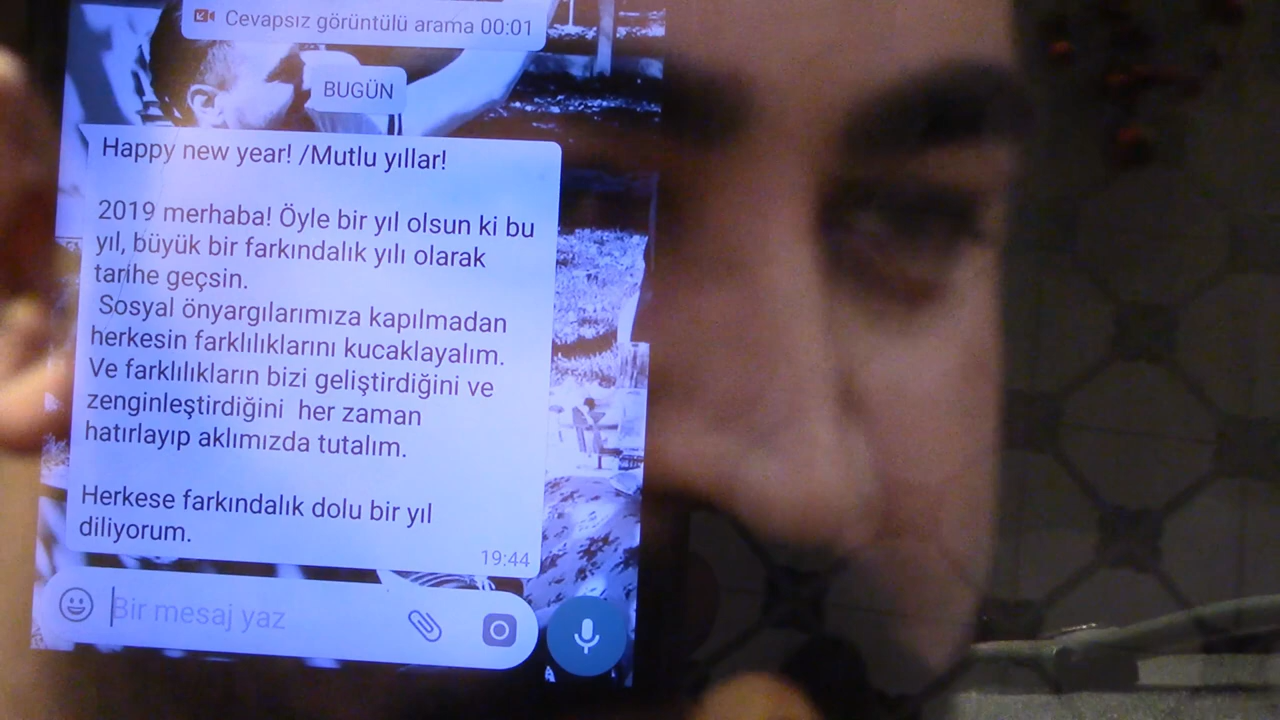 Cevapsız görüntülü arama 00:01
BUGÜN
Happy new year! /Mutlu yıllar!
2019 merhaba! Öyle bir yıl olsun ki bu
yıl, büyük bir farkındalık yılı olarak
tarihe geçsin.
Sosyal önyargılarımıza kapılmadan
herkesin farklılıklarını kucaklayalım.
Ve farklılıkların bizi geliştirdiğini ve
zenginleştirdiğini her zaman
hatırlayıp aklımızda tutalım.
Herkese farkındalık dolu bir yıl
diliyorum.
19:44
Bir mesaj yaz